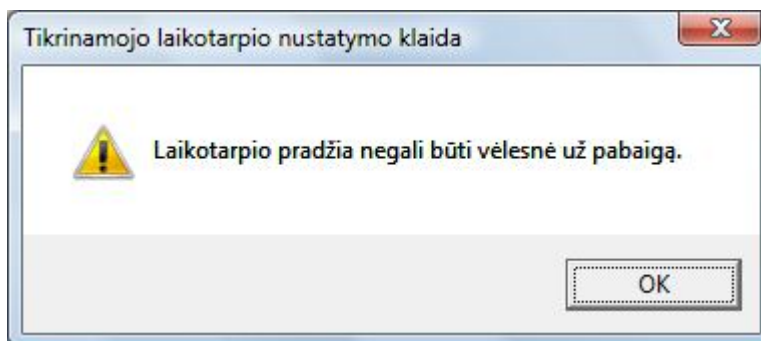 Tikrinamojo laikotarpio nustatymo klaida
Laikotarpio pradžia negali būti vėlesnė už pabaigą.
OK